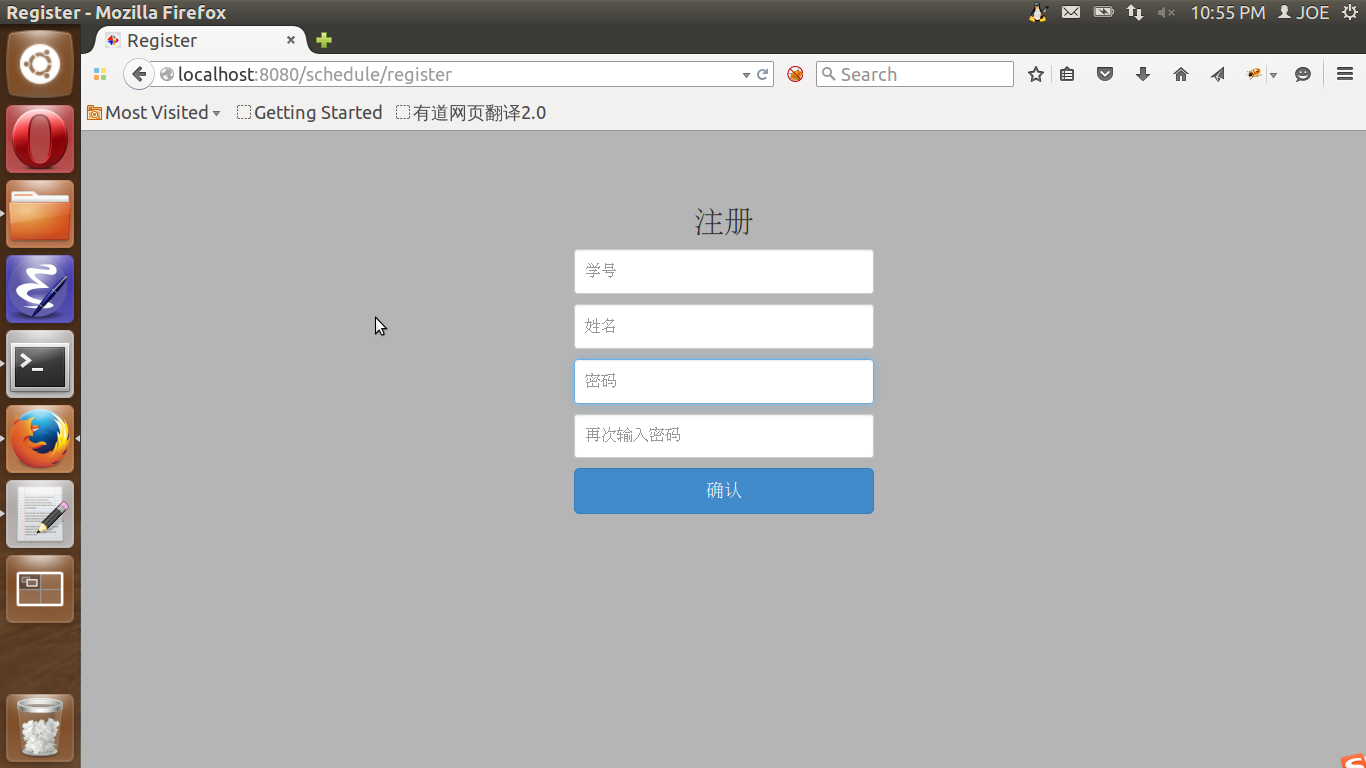 Register - Mozilla Firefox
10:55 PM JOE
Register
localhost:8080/schedule/register
Search
Most Visited Getting Started 有道网页翻译2.0
注册
学号
姓名
密码
再次输入密码
确认